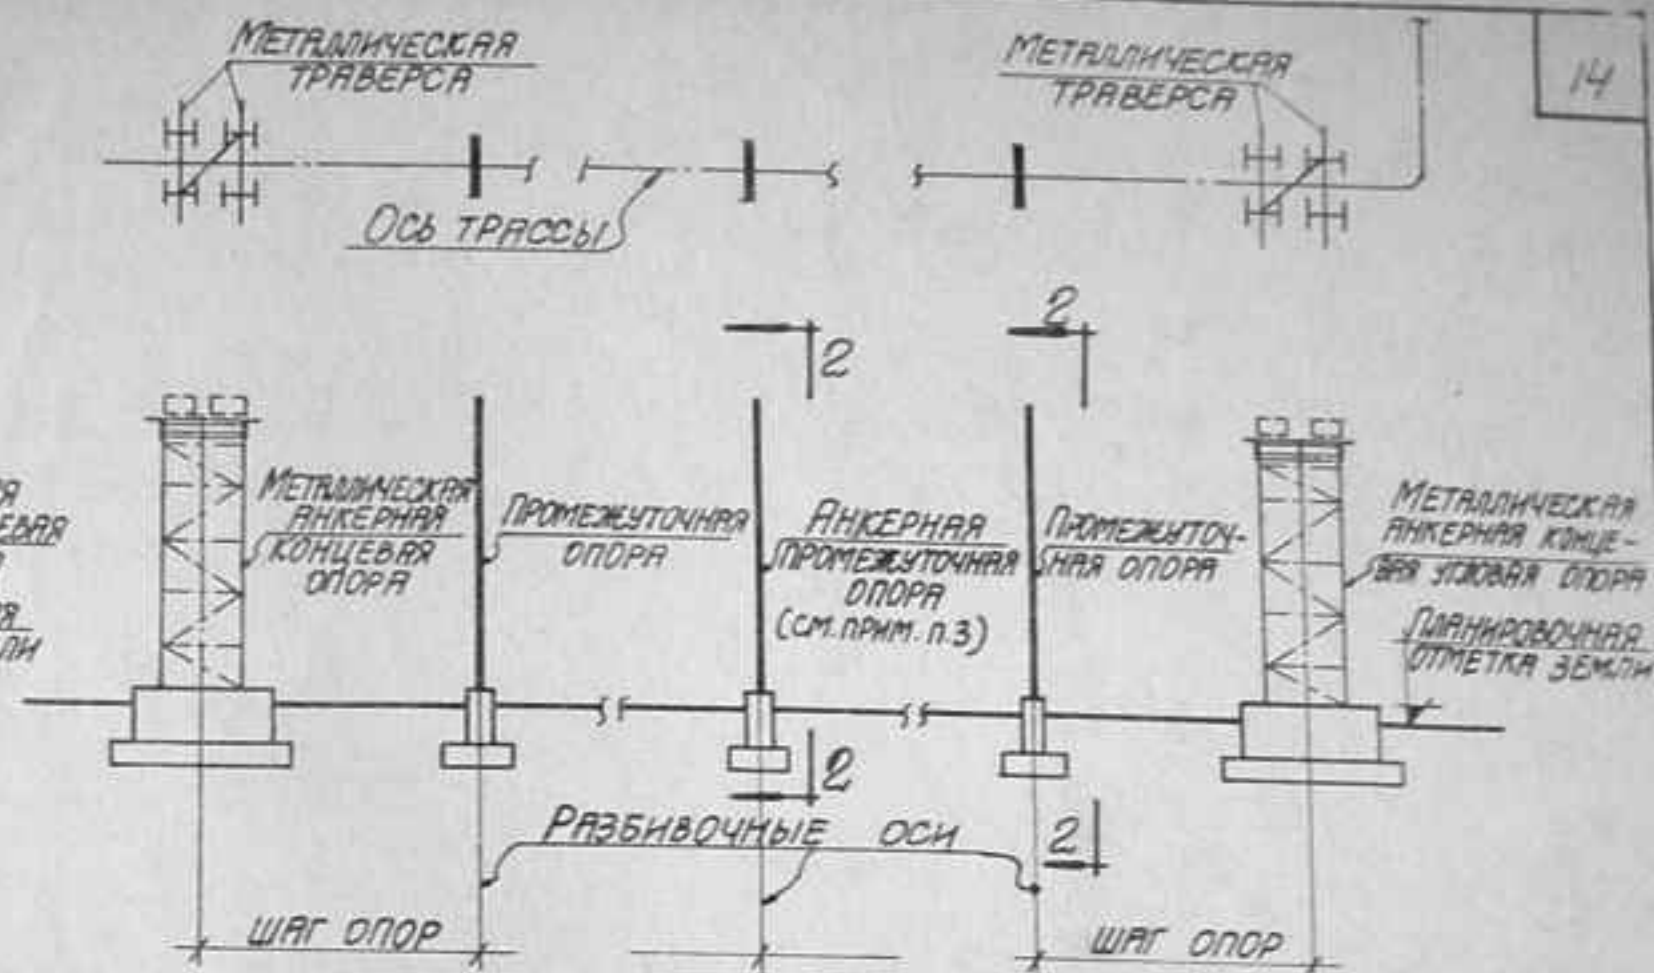 МЕТАЛЛИЧЕСКАЯ
ТРАВЕРСА
МЕТАЛЛИЧЕСКАЯ
ТРАВЕРСА
14
ОСЬ ТРАССЫ
2
2
2
МЕТАЛЛИЧЕСКАЯ
АНКЕРНАЯ
КОНЦЕВАЯ
ОПОРА
ПРОМЕЖУТОЧНАЯ
ОПОРА
АНКЕРНАЯ
ПРОМЕЖУТОЧНАЯ
ОПОРА
(СМ. ПРИМ. П.3)
ПРОМЕЖУТОЧ-
НАЯ ОПОРА
МЕТАЛЛИЧЕСКАЯ
АНКЕРНАЯ КОНЦЕ-
ВАЯ УГЛОВАЯ ОПОРА
ПЛАНИРОВОЧНАЯ
ОТМЕТКА ЗЕМЛИ
РАЗБИВОЧНЫЕ ОСИ
2
ШАГ ОПОР
ШАГ ОПОР